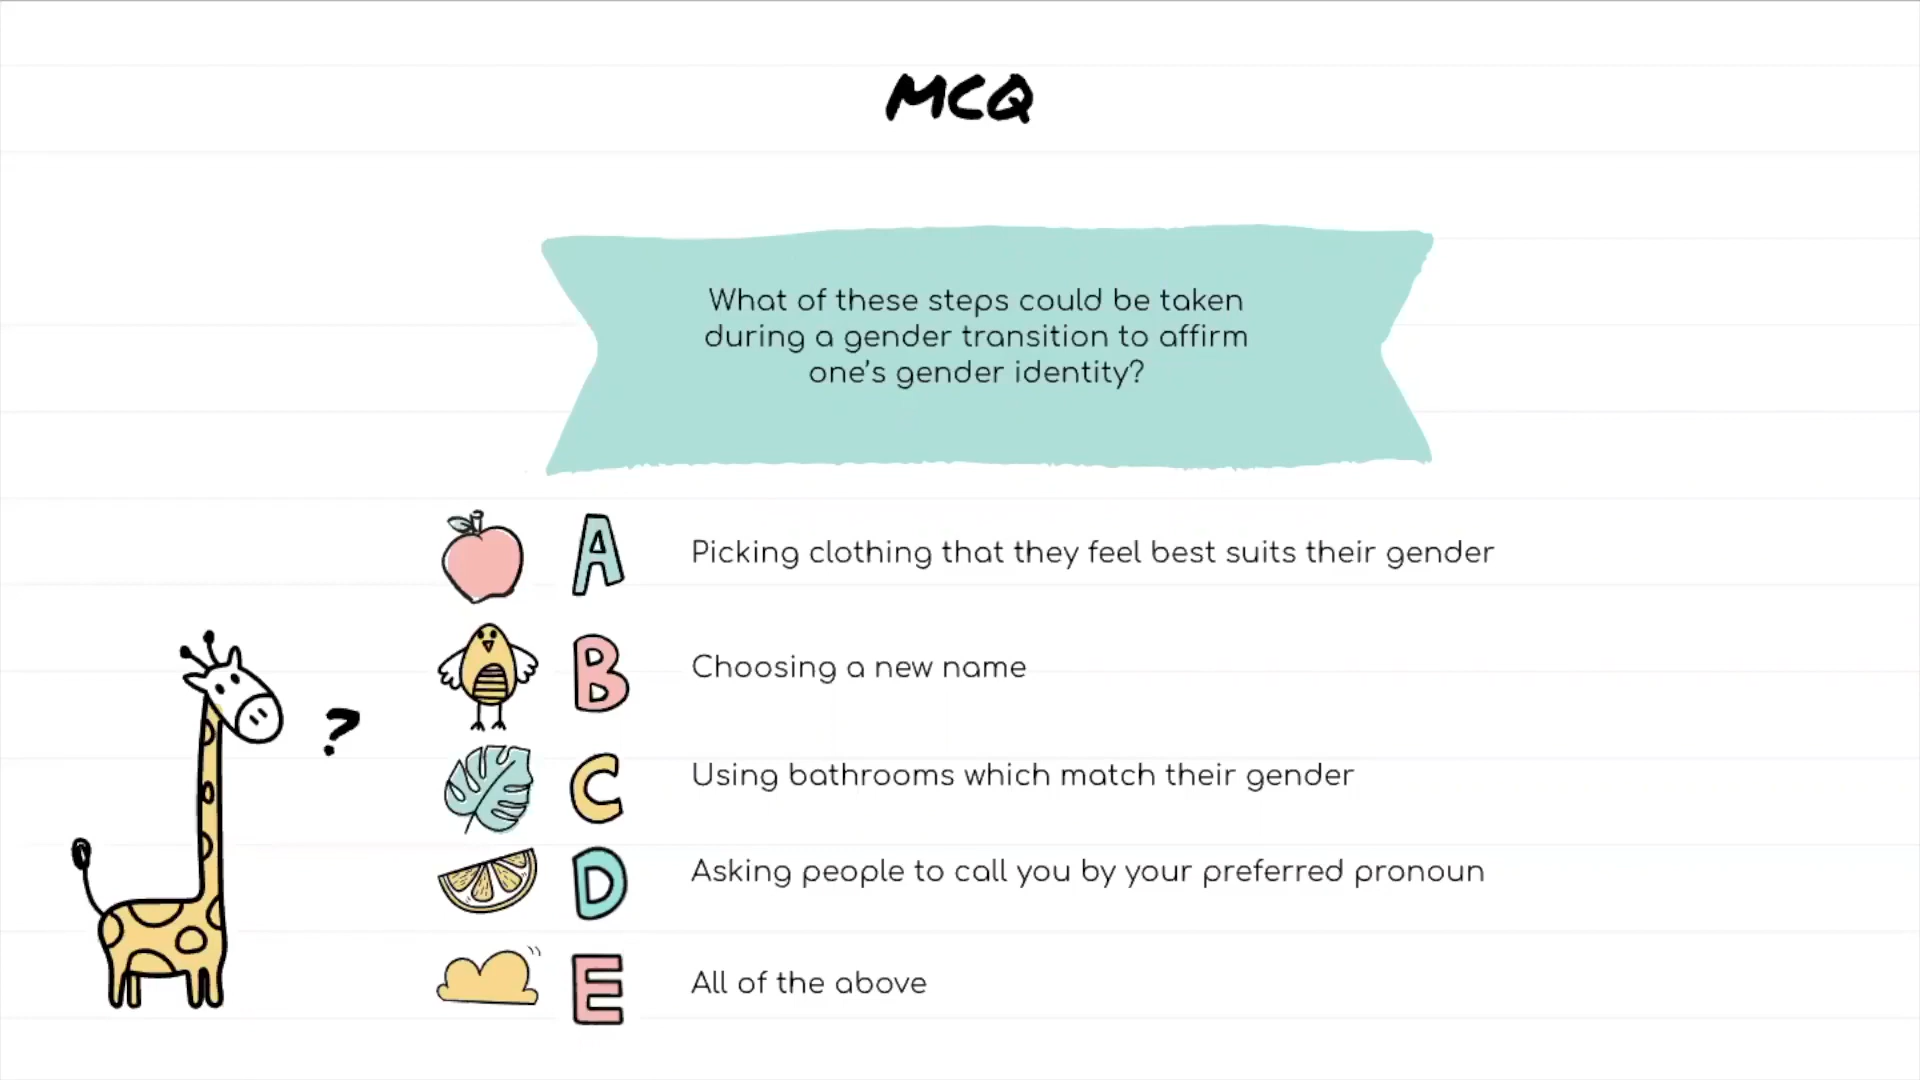 MCQ
What of these steps could be taken
during a gender transition to affirm
one's gender identity?
A Picking clothing that they feel best suits their gender
B Choosing a new name
?
C Using bathrooms which match their gender
D Asking people to call you by your preferred pronoun
E All of the above